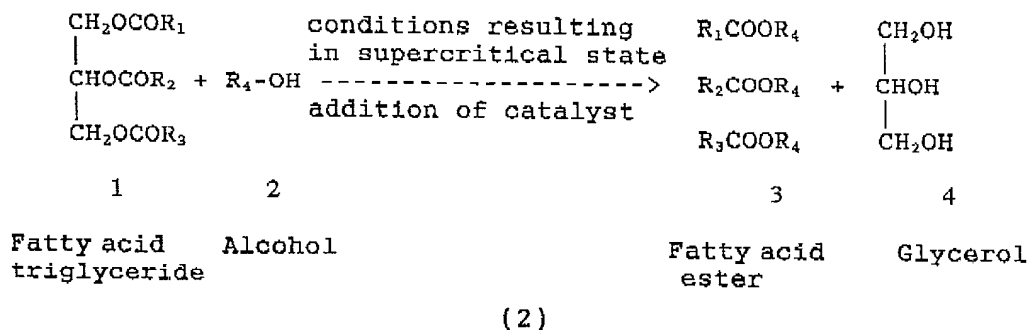 CH₂OCOR₁ conditions resulting R₁COOR₄ CH₂OH
in supercritical state
CHOCOR₂ + R₄-OH ----------------------> R₂COOR₄ + CHOH
addition of catalyst
CH₂OCOR₃ R₃COOR₄ CH₂OH
1 2 3 4
Fatty acid triglyceride Alcohol Fatty acid ester Glycerol
(2)